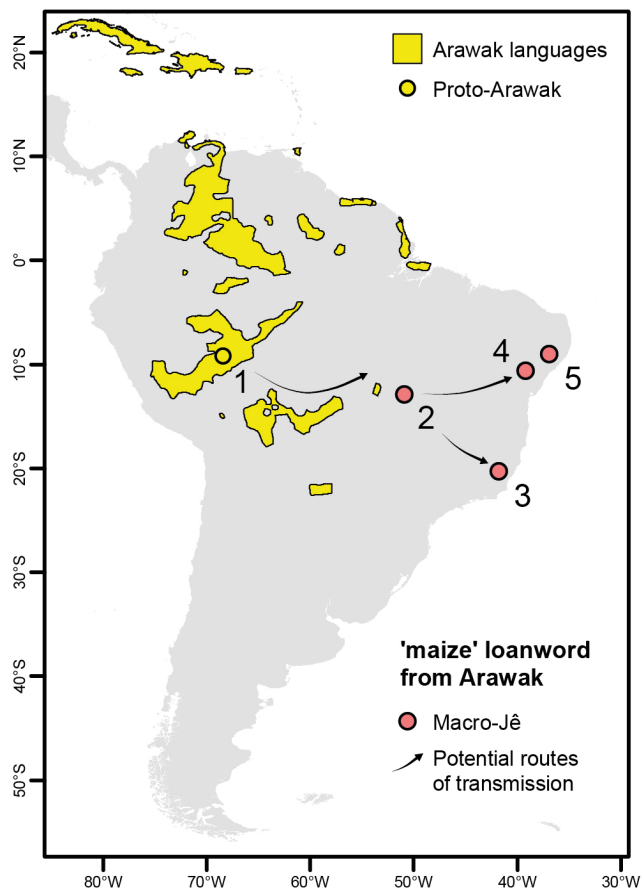 Arawak languages
Proto-Arawak
20°N
10°N
0°
10°S
20°S
30°S
40°S
50°S
1
2
3
4
5
'maize' loanword
from Arawak
Macro-Jê
Potential routes
of transmission
80°W
70°W
60°W
50°W
40°W
30°W